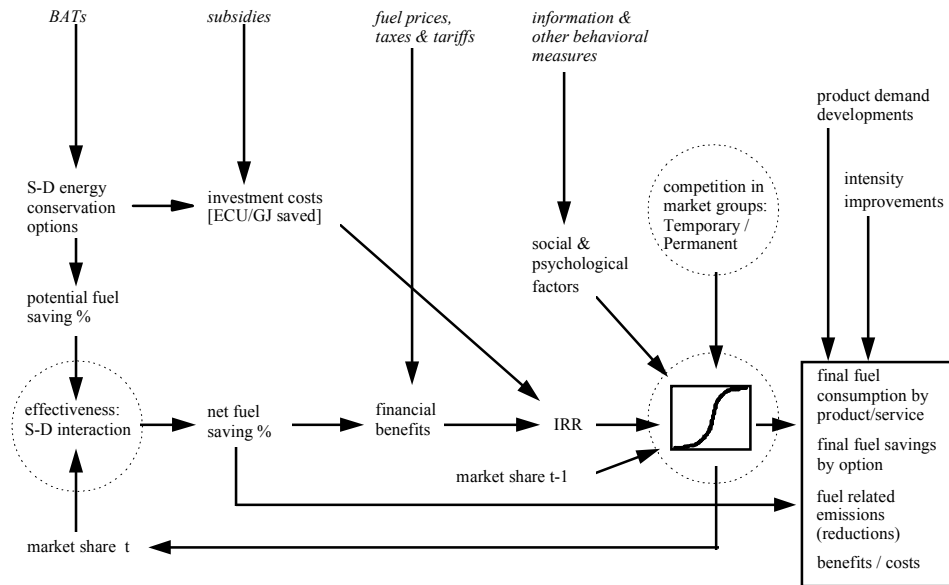 BATs
subsidies
fuel prices,
taxes & tariffs
information &
other behavioral
measures
product demand
developments
S-D energy
conservation
options
investment costs
[ECU/GJ saved]
competition in
market groups:
Temporary /
Permanent
intensity
improvements
social &
psychological
factors
potential fuel
saving %
effectiveness:
S-D interaction
net fuel
saving %
financial
benefits
IRR
market share t-1
final fuel
consumption by
product/service
final fuel savings
by option
fuel related
emissions
(reductions)
benefits / costs
market share t